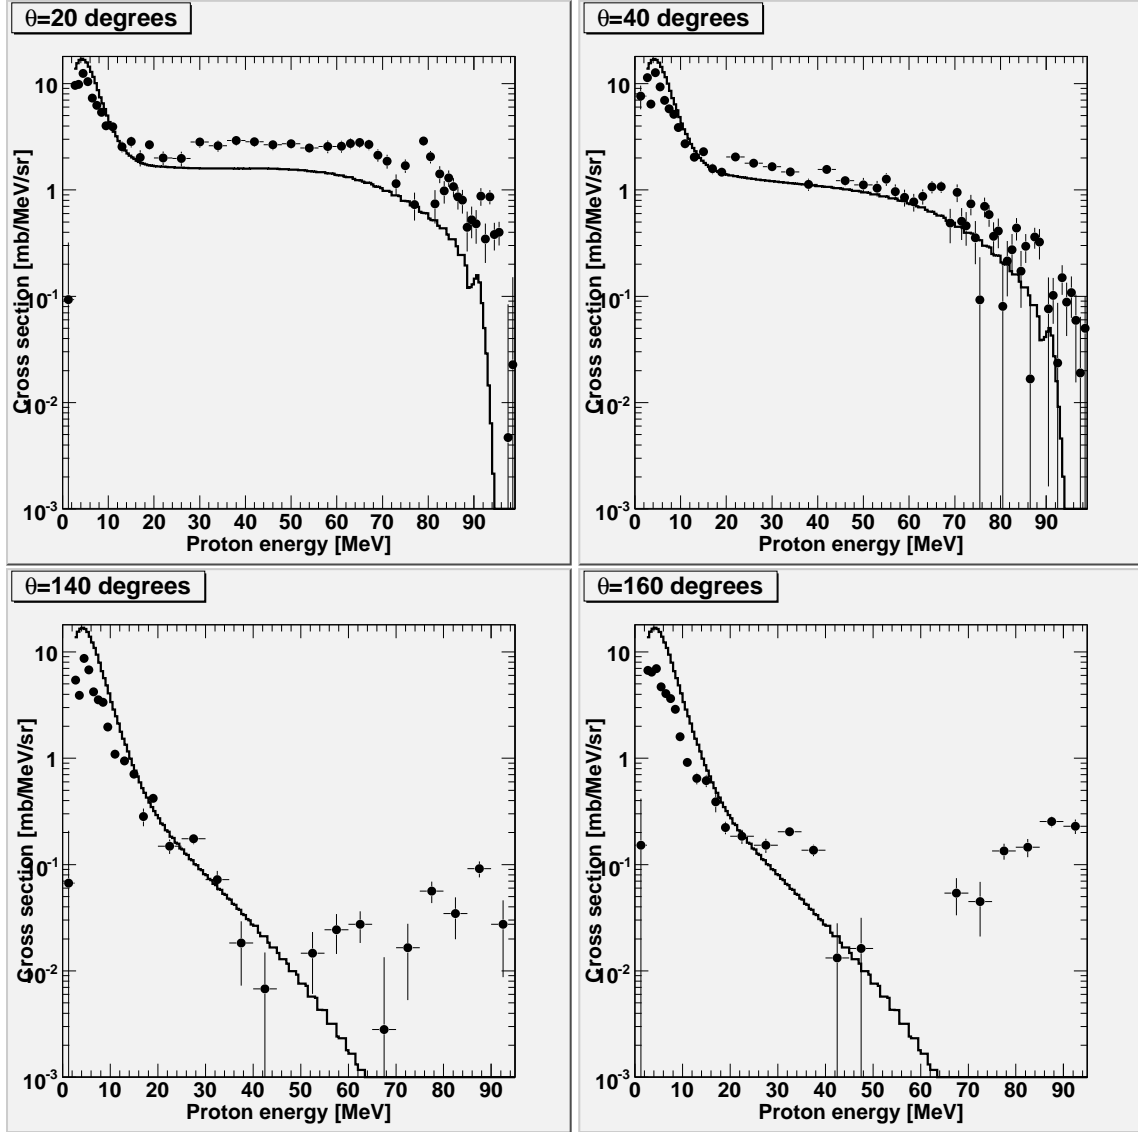 θ=20 degrees
Cross section [mb/MeV/sr]
10
1
10-1
10-2
10-3
0 10 20 30 40 50 60 70 80 90
Proton energy [MeV]
θ=40 degrees
Cross section [mb/MeV/sr]
10
1
10-1
10-2
10-3
0 10 20 30 40 50 60 70 80 90
Proton energy [MeV]
θ=140 degrees
Cross section [mb/MeV/sr]
10
1
10-1
10-2
10-3
0 10 20 30 40 50 60 70 80 90
Proton energy [MeV]
θ=160 degrees
Cross section [mb/MeV/sr]
10
1
10-1
10-2
10-3
0 10 20 30 40 50 60 70 80 90
Proton energy [MeV]